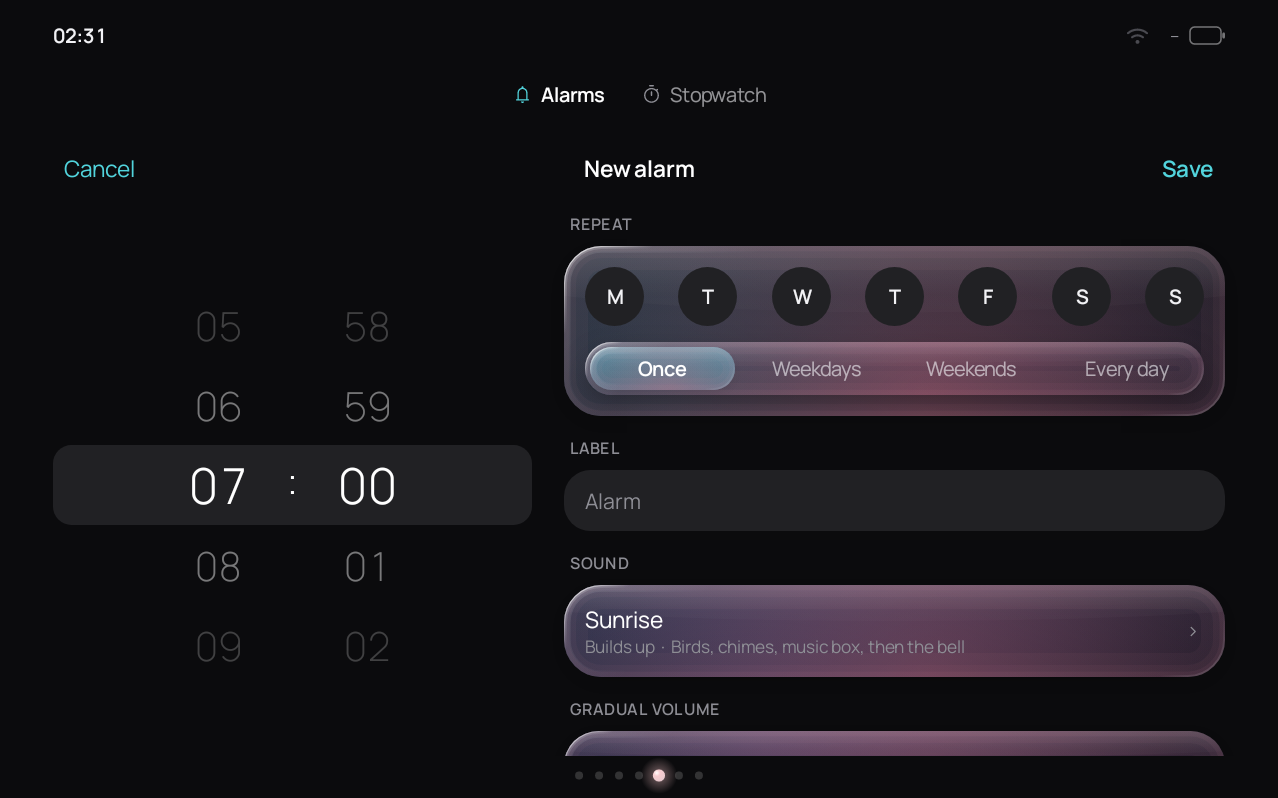 02:31
–
Alarms Stopwatch
Cancel New alarm Save
REPEAT
M T W T F S S
Once Weekdays Weekends Every day
05 58
06 59
07 : 00
08 01
09 02
LABEL
Alarm
SOUND
Sunrise
Builds up · Birds, chimes, music box, then the bell
GRADUAL VOLUME